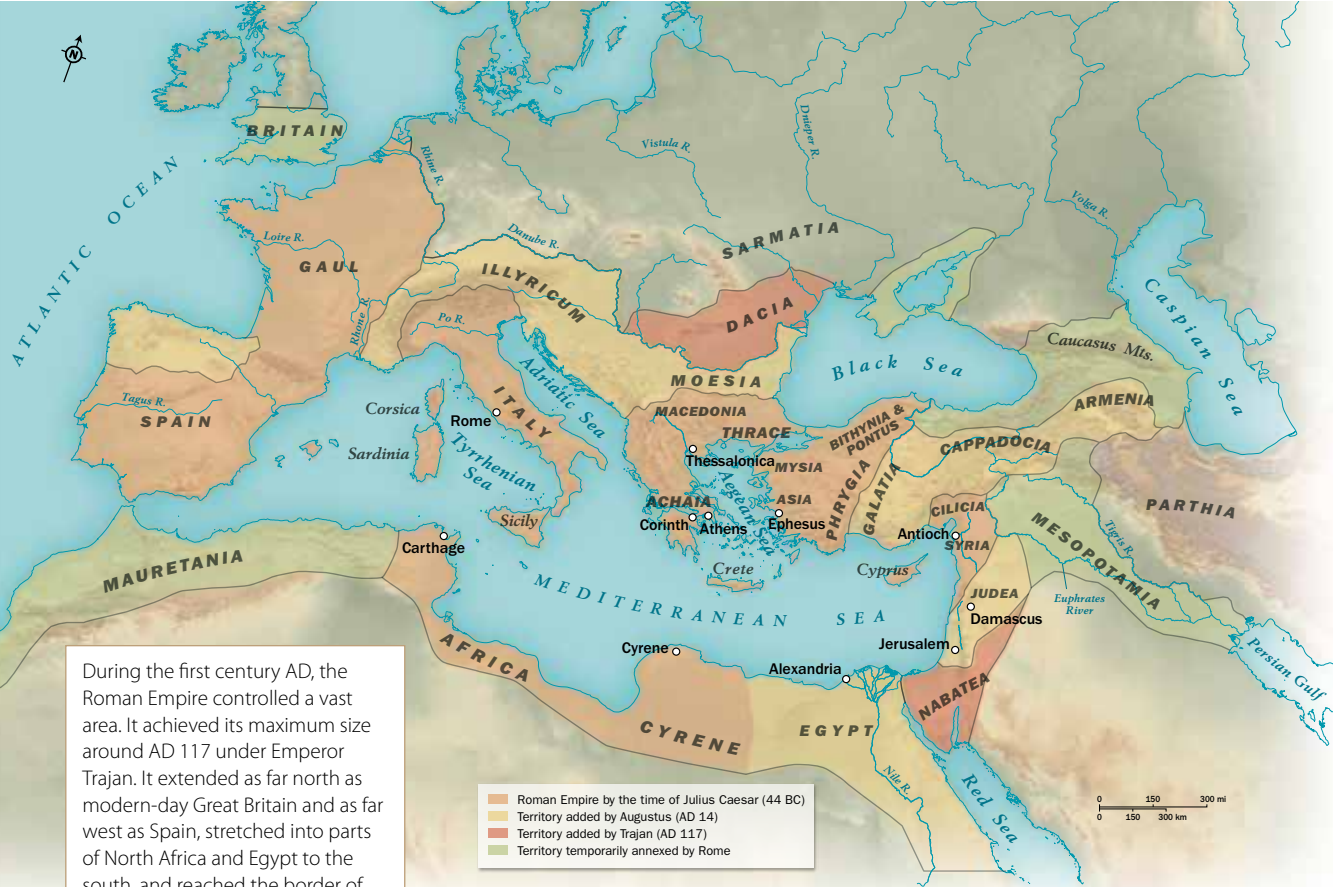 N
BRITAIN
ATLANTIC OCEAN
Rhine R.
Vistula R.
Dnieper R.
Volga R.
Loire R.
GAUL
Danube R.
SARMATIA
ILLYRICUM
Rhone R.
Po R.
DACIA
Caspian Sea
Caucasus Mts.
Black Sea
MOESIA
Adriatic Sea
ITALY
Corsica
Rome
Tagus R.
SPAIN
Sardinia
Tyrrhenian
Sea
MACEDONIA
THRACE
BITHYNIA &
PONTUS
ARMENIA
CAPPADOCIA
Thessalonica
MYSIA
Aegean Sea
ASIA
PHRYGIA
GALATIA
ACHAIA
Corinth
Athens
Ephesus
CILICIA
PARTHIA
Antioch
SYRIA
Sicily
Carthage
MAURETANIA
Crete
Cyprus
MESOPOTAMIA
Tigris R.
MEDITERRANEAN SEA
JUDEA
Damascus
Euphrates
River
Jerusalem
Persian Gulf
AFRICA
Cyrene
Alexandria
NABATEA
CYRENE
EGYPT
Nile R.
Red Sea
During the first century AD, the
Roman Empire controlled a vast
area. It achieved its maximum size
around AD 117 under Emperor
Trajan. It extended as far north as
modern-day Great Britain and as far
west as Spain, stretched into parts
of North Africa and Egypt to the
south, and reached the border of
Roman Empire by the time of Julius Caesar (44 BC)
Territory added by Augustus (AD 14)
Territory added by Trajan (AD 117)
Territory temporarily annexed by Rome
0 150 300 mi
0 150 300 km